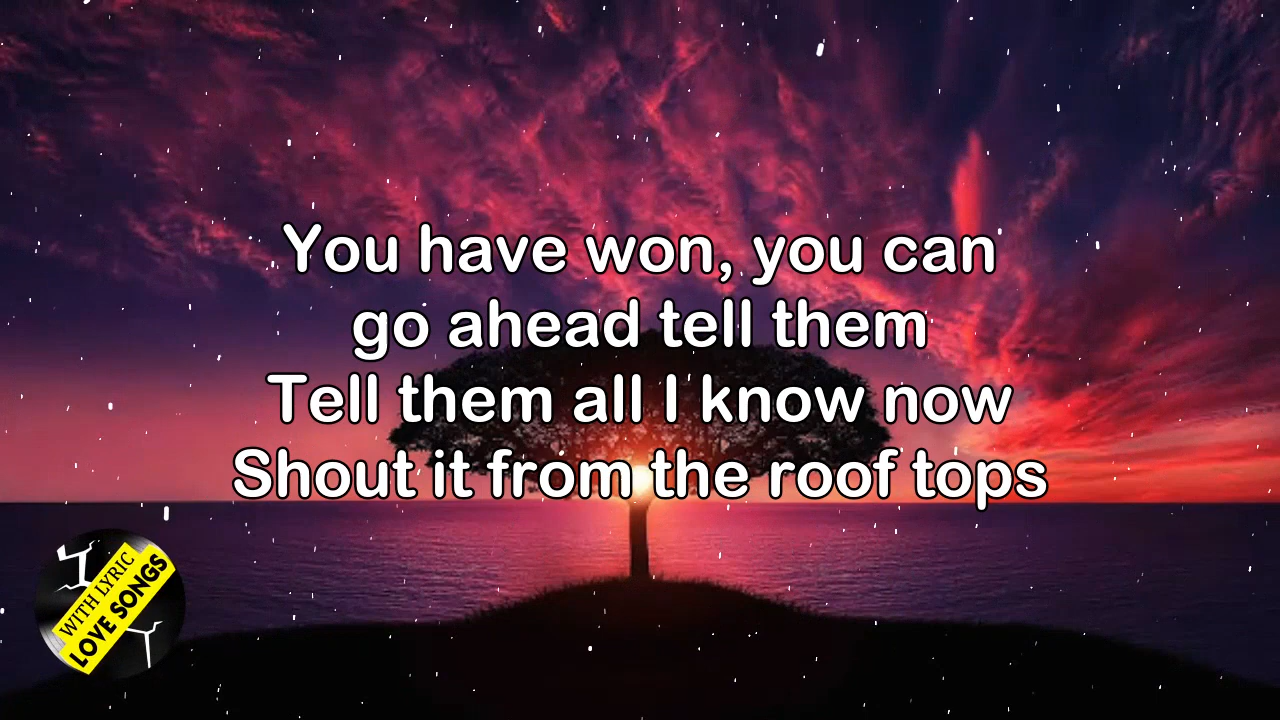 You have won, you can
go ahead tell them
Tell them all I know now
Shout it from the roof tops
WITH LYRIC
LOVE SONGS